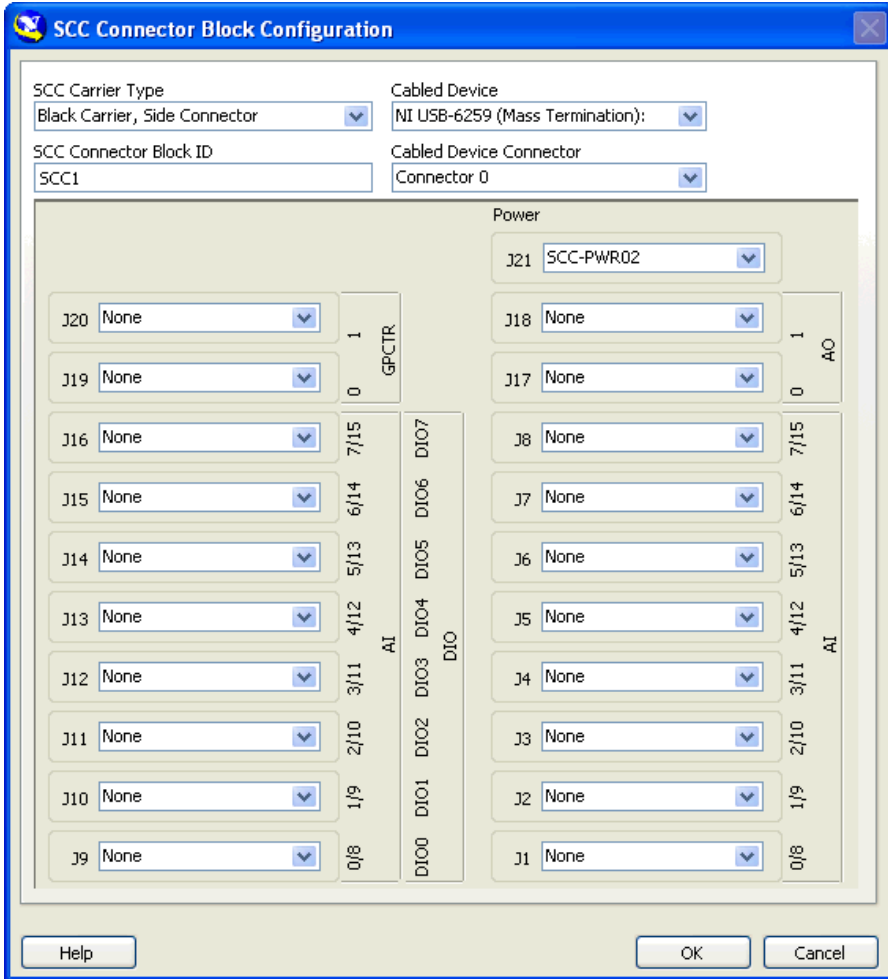 SCC Connector Block Configuration
SCC Carrier Type
Cabled Device
Black Carrier, Side Connector
NI USB-6259 (Mass Termination):
SCC Connector Block ID
Cabled Device Connector
SCC1
Connector 0
Power
J21 SCC-PWR02
J20 None
1
GPCTR
J18 None
1
AO
J19 None
0
J17 None
0
J16 None
7/15
DIO7
J8 None
7/15
J15 None
6/14
DIO6
J7 None
6/14
J14 None
5/13
DIO5
J6 None
5/13
J13 None
4/12
DIO4
J5 None
4/12
AI
DIO
AI
J12 None
3/11
DIO3
J4 None
3/11
J11 None
2/10
DIO2
J3 None
2/10
J10 None
1/9
DIO1
J2 None
1/9
J9 None
0/8
DIO0
J1 None
0/8
Help
OK
Cancel